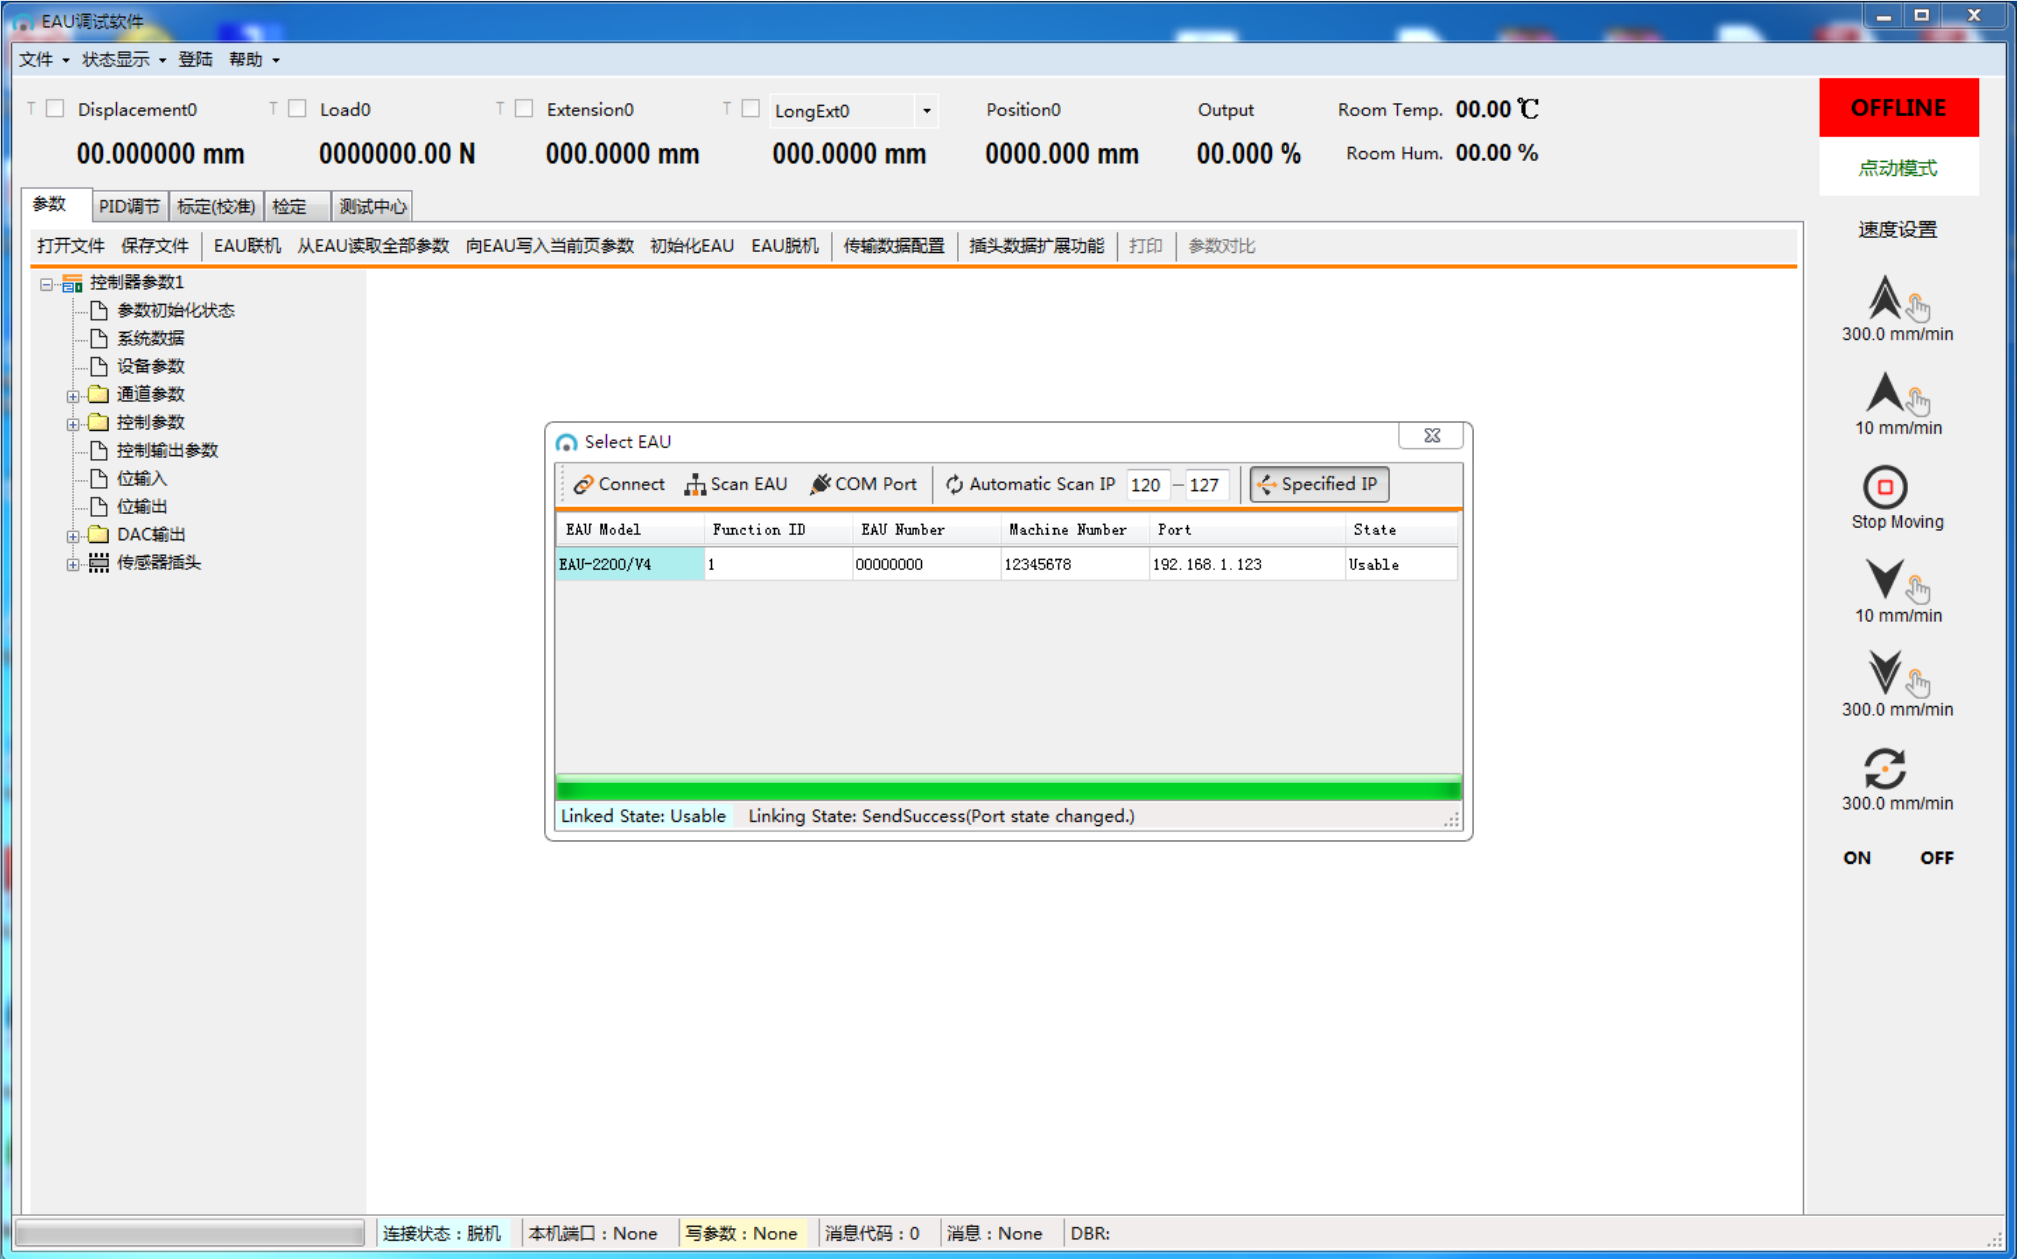 EAU调试软件
文件 状态显示 登陆 帮助
T Displacement0 T Load0 T Extension0 T LongExt0 Position0 Output Room Temp. 00.00 ℃
00.000000 mm 0000000.00 N 000.0000 mm 000.0000 mm 0000.000 mm 00.000 % Room Hum. 00.00 %
OFFLINE
点动模式
参数 PID调节 标定(校准) 检定 测试中心
打开文件 保存文件 EAU联机 从EAU读取全部参数 向EAU写入当前页参数 初始化EAU EAU脱机 传输数据配置 插头数据扩展功能 打印 参数对比
控制器参数1
参数初始化状态
系统数据
设备参数
通道参数
控制参数
控制输出参数
位输入
位输出
DAC输出
传感器插头
Select EAU
Connect Scan EAU COM Port Automatic Scan IP 120 – 127 Specified IP
EAU Model Function ID EAU Number Machine Number Port State
EAU-2200/V4 1 00000000 12345678 192.168.1.123 Usable
Linked State: Usable Linking State: SendSuccess(Port state changed.)
速度设置
300.0 mm/min
10 mm/min
Stop Moving
10 mm/min
300.0 mm/min
300.0 mm/min
ON OFF
连接状态：脱机 本机端口：None 写参数：None 消息代码：0 消息：None DBR: